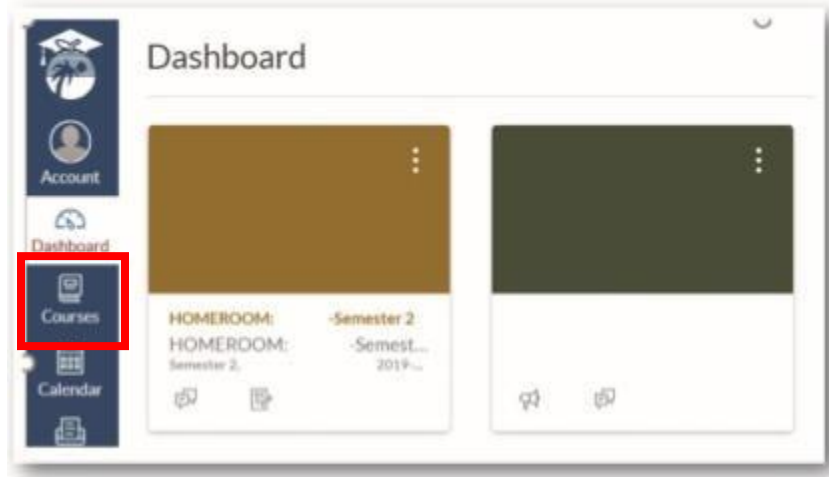 Dashboard
Account
Dashboard
Courses
Calendar
HOMEROOM: -Semester 2
HOMEROOM: -Semest...
Semester 2, 2019-...